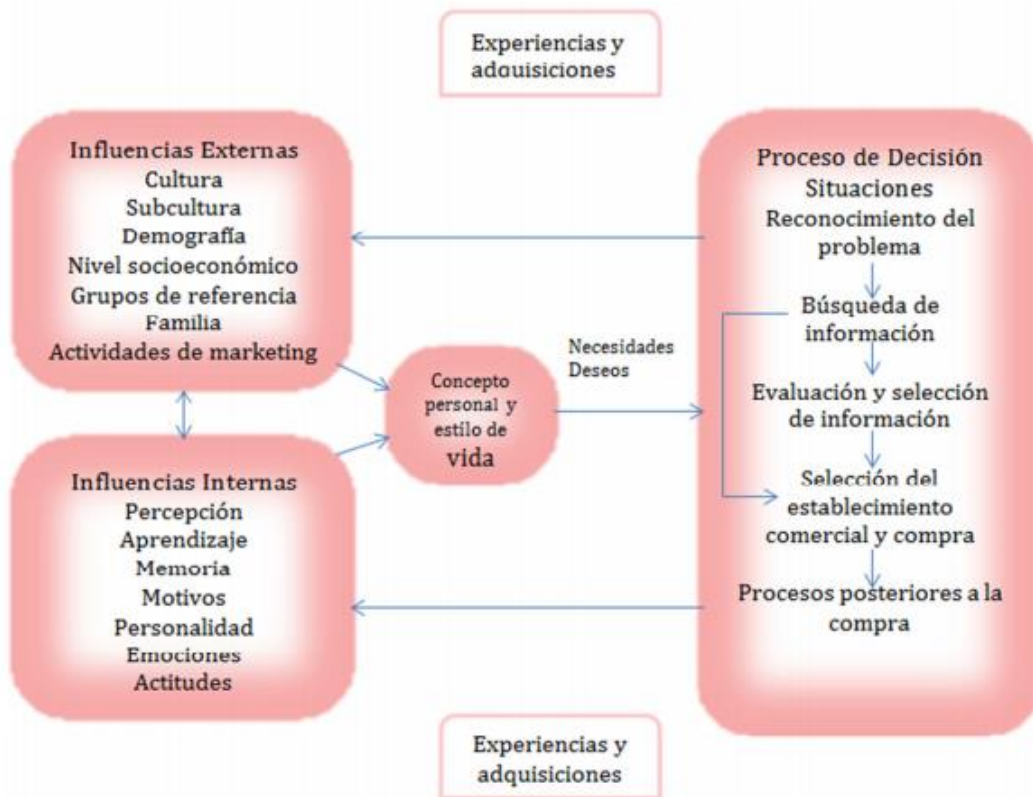 Experiencias y
adquisiciones
Influencias Externas
Cultura
Subcultura
Demografía
Nivel socioeconómico
Grupos de referencia
Familia
Actividades de marketing
Influencias Internas
Percepción
Aprendizaje
Memoria
Motivos
Personalidad
Emociones
Actitudes
Concepto
personal y
estilo de
vida
Necesidades
Deseos
Proceso de Decisión
Situaciones
Reconocimiento del
problema
Búsqueda de
información
Evaluación y selección
de información
Selección del
establecimiento
comercial y compra
Procesos posteriores a la
compra
Experiencias y
adquisiciones